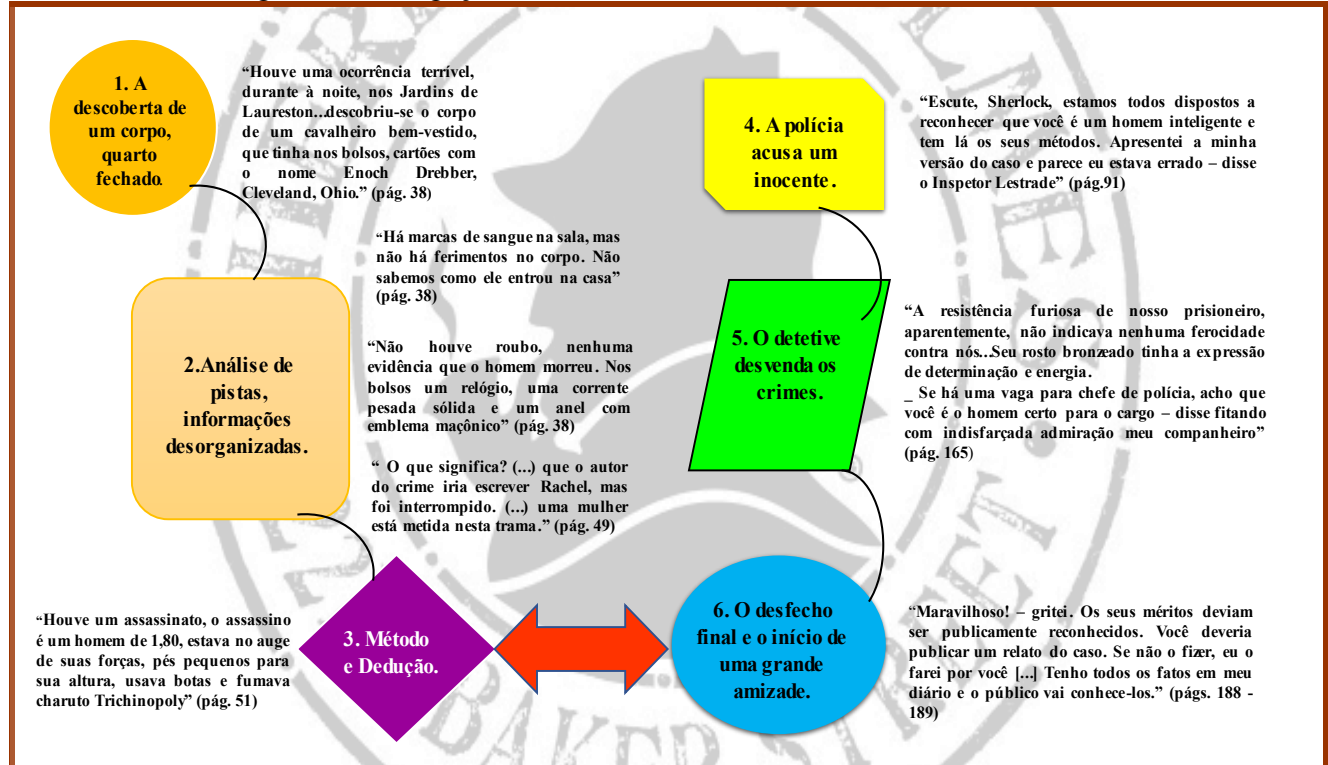 1. A
descoberta de
um corpo,
quarto
fechado.
“Houve uma ocorrência terrível,
durante à noite, nos Jardins de
Laureston...descobriu-se o corpo
de um cavalheiro bem-vestido,
que tinha nos bolsos, cartões com
o nome Enoch Drebber,
Cleveland, Ohio.” (pág. 38)
2.Análise de
pistas,
informações
desorganizadas.
“Há marcas de sangue na sala, mas
não há ferimentos no corpo. Não
sabemos como ele entrou na casa”
(pág. 38)
“Não houve roubo, nenhuma
evidência que o homem morreu. Nos
bolsos um relógio, uma corrente
pesada sólida e um anel com
emblema maçônico” (pág. 38)
“ O que significa? (...) que o autor
do crime iria escrever Rachel, mas
foi interrompido. (...) uma mulher
está metida nesta trama.” (pág. 49)
3. Método
e Dedução.
“Houve um assassinato, o assassino
é um homem de 1,80, estava no auge
de suas forças, pés pequenos para
sua altura, usava botas e fumava
charuto Trichinopoly” (pág. 51)
4. A polícia
acusa um
inocente.
“Escute, Sherlock, estamos todos dispostos a
reconhecer que você é um homem inteligente e
tem lá os seus métodos. Apresentei a minha
versão do caso e parece eu estava errado – disse
o Inspetor Lestrade” (pág.91)
5. O detetive
desvenda os
crimes.
“A resistência furiosa de nosso prisioneiro,
aparentemente, não indicava nenhuma ferocidade
contra nós...Seu rosto bronzeado tinha a expressão
de determinação e energia.
_ Se há uma vaga para chefe de polícia, acho que
você é o homem certo para o cargo – disse fitando
com indisfarçada admiração meu companheiro”
(pág. 165)
6. O desfecho
final e o início de
uma grande
amizade.
“Maravilhoso! – gritei. Os seus méritos deviam
ser publicamente reconhecidos. Você deveria
publicar um relato do caso. Se não o fizer, eu o
farei por você [...] Tenho todos os fatos em meu
diário e o público vai conhece-los.” (págs. 188 -
189)
BAKER STREET